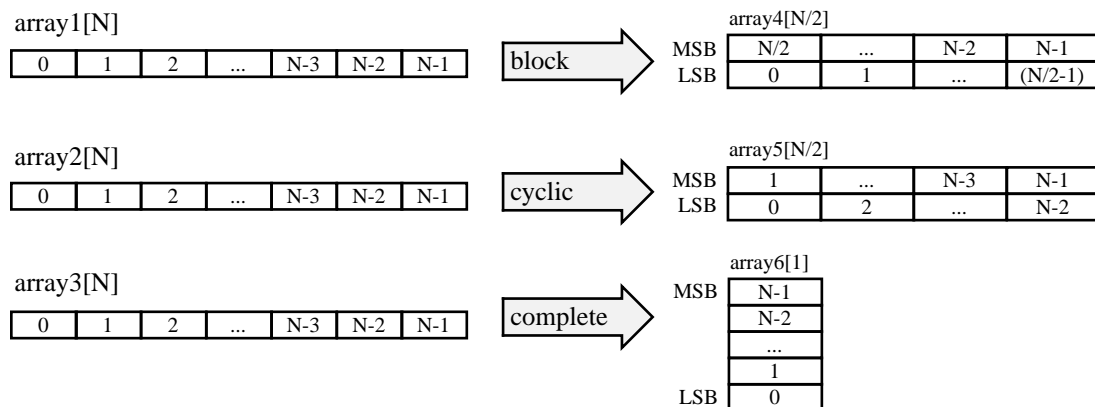 array1[N]
0 1 2 ... N-3 N-2 N-1
block
array4[N/2]
MSB N/2 ... N-2 N-1
LSB 0 1 ... (N/2-1)
array2[N]
0 1 2 ... N-3 N-2 N-1
cyclic
array5[N/2]
MSB 1 ... N-3 N-1
LSB 0 2 ... N-2
array3[N]
0 1 2 ... N-3 N-2 N-1
complete
array6[1]
MSB N-1
N-2
...
1
LSB 0